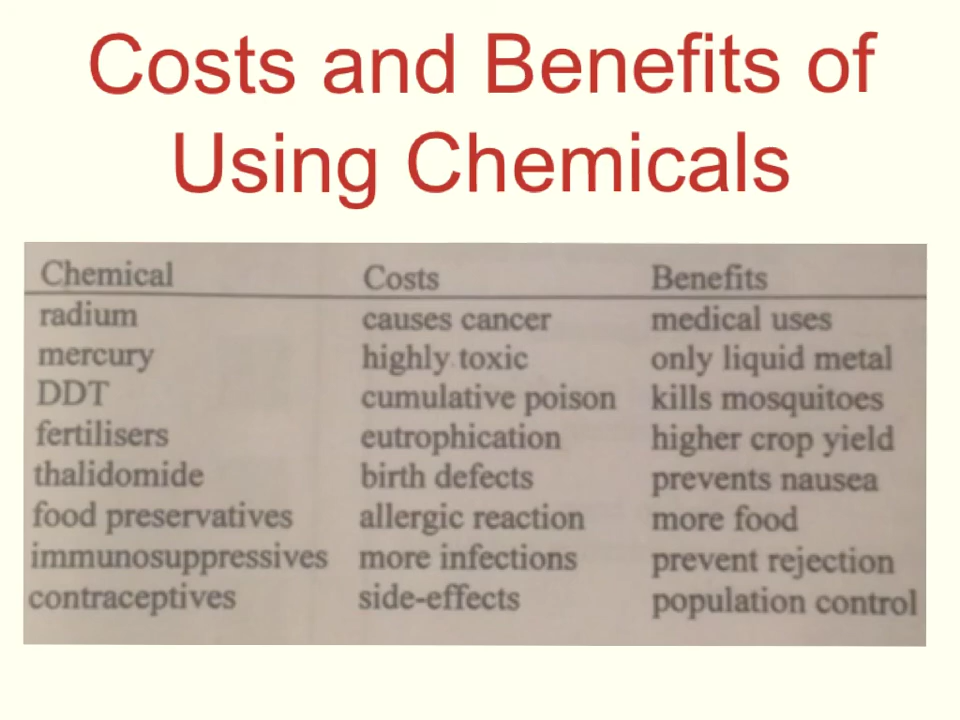 Costs and Benefits of
Using Chemicals
Chemical Costs Benefits
radium causes cancer medical uses
mercury highly toxic only liquid metal
DDT cumulative poison kills mosquitoes
fertilisers eutrophication higher crop yield
thalidomide birth defects prevents nausea
food preservatives allergic reaction more food
immunosuppressives more infections prevent rejection
contraceptives side-effects population control